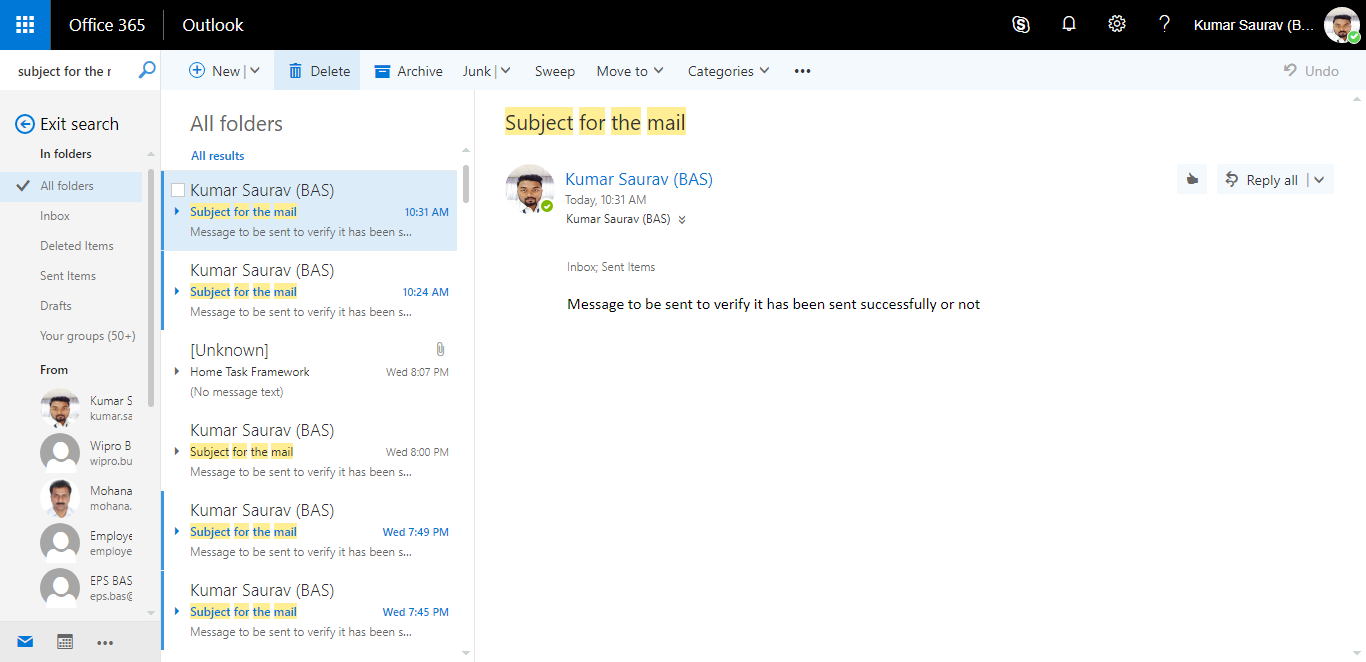 Office 365 Outlook Kumar Saurav (B...
subject for the r
New Delete Archive Junk Sweep Move to Categories Undo
Exit search
In folders
All folders
Inbox
Deleted Items
Sent Items
Drafts
Your groups (50+)
From
Kumar S
kumar.sa
Wipro B
wipro.bu
Mohana
mohana.
Employe
employe
EPS BAS
eps.bas@
All folders
All results
Kumar Saurav (BAS)
Subject for the mail 10:31 AM
Message to be sent to verify it has been s...
Kumar Saurav (BAS)
Subject for the mail 10:24 AM
Message to be sent to verify it has been s...
[Unknown]
Home Task Framework Wed 8:07 PM
(No message text)
Kumar Saurav (BAS)
Subject for the mail Wed 8:00 PM
Message to be sent to verify it has been s...
Kumar Saurav (BAS)
Subject for the mail Wed 7:49 PM
Message to be sent to verify it has been s...
Kumar Saurav (BAS)
Subject for the mail Wed 7:45 PM
Message to be sent to verify it has been s...
Subject for the mail
Kumar Saurav (BAS)
Today, 10:31 AM
Kumar Saurav (BAS)
Reply all
Inbox; Sent Items
Message to be sent to verify it has been sent successfully or not